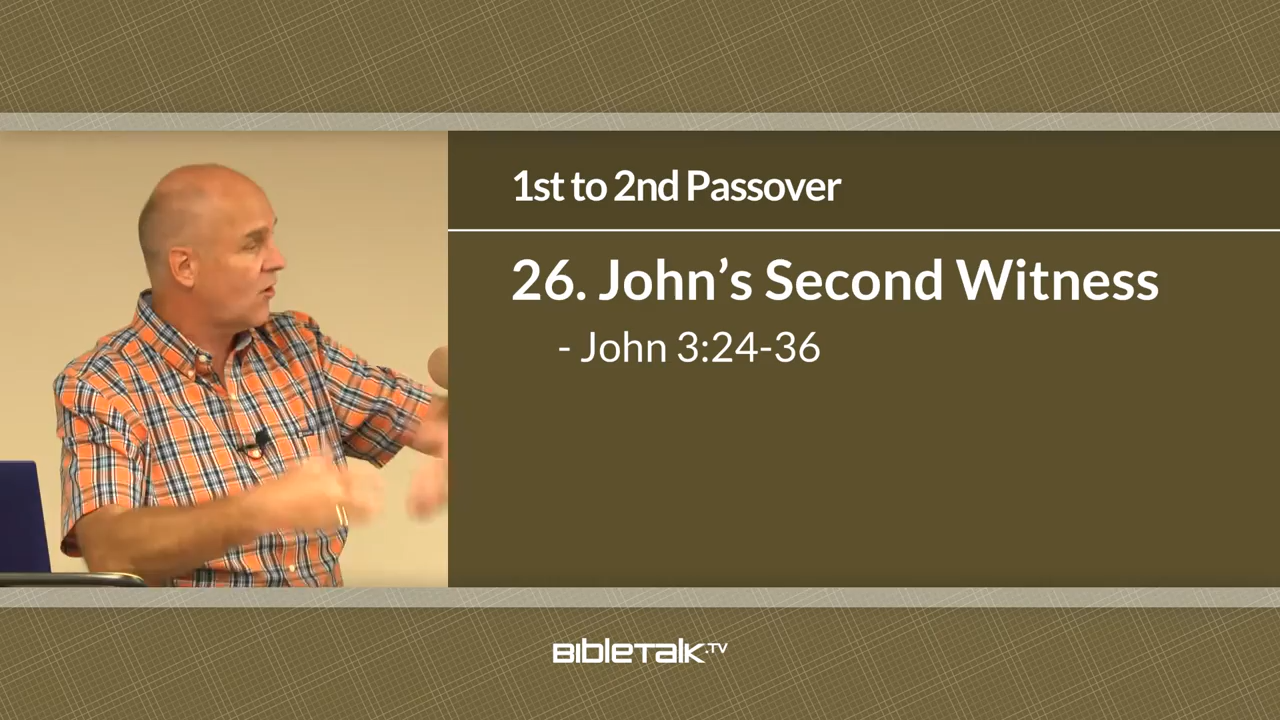 1st to 2nd Passover
26. John’s Second Witness
- John 3:24-36
BIBLETALK.TV